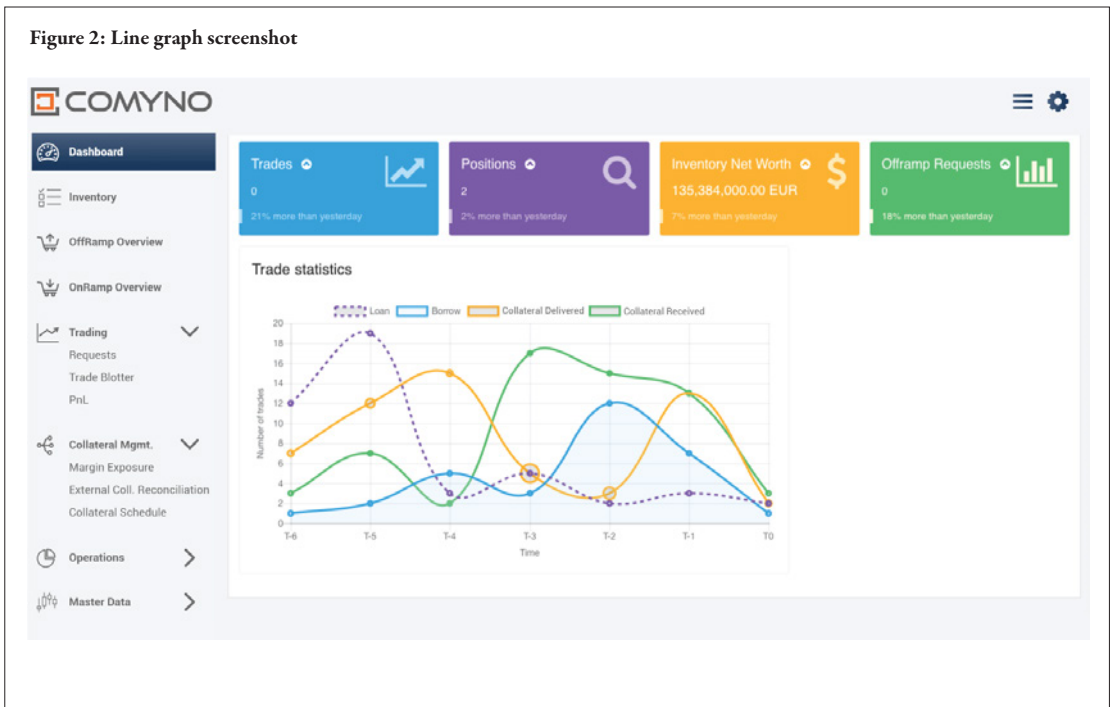 Figure 2: Line graph screenshot
COMYNO
Dashboard
Inventory
OffRamp Overview
OnRamp Overview
Trading
Requests
Trade Blotter
PnL
Collateral Mgmt.
Margin Exposure
External Coll. Reconciliation
Collateral Schedule
Operations
Master Data
Trades
0
21% more than yesterday
Positions
2
2% more than yesterday
Inventory Net Worth
135,384,000.00 EUR
7% more than yesterday
$
Offramp Requests
0
18% more than yesterday
Trade statistics
Loan Borrow Collateral Delivered Collateral Received
Number of trades
20
18
16
14
12
10
8
6
4
2
0
T-6 T-5 T-4 T-3 T-2 T-1 T0
Time